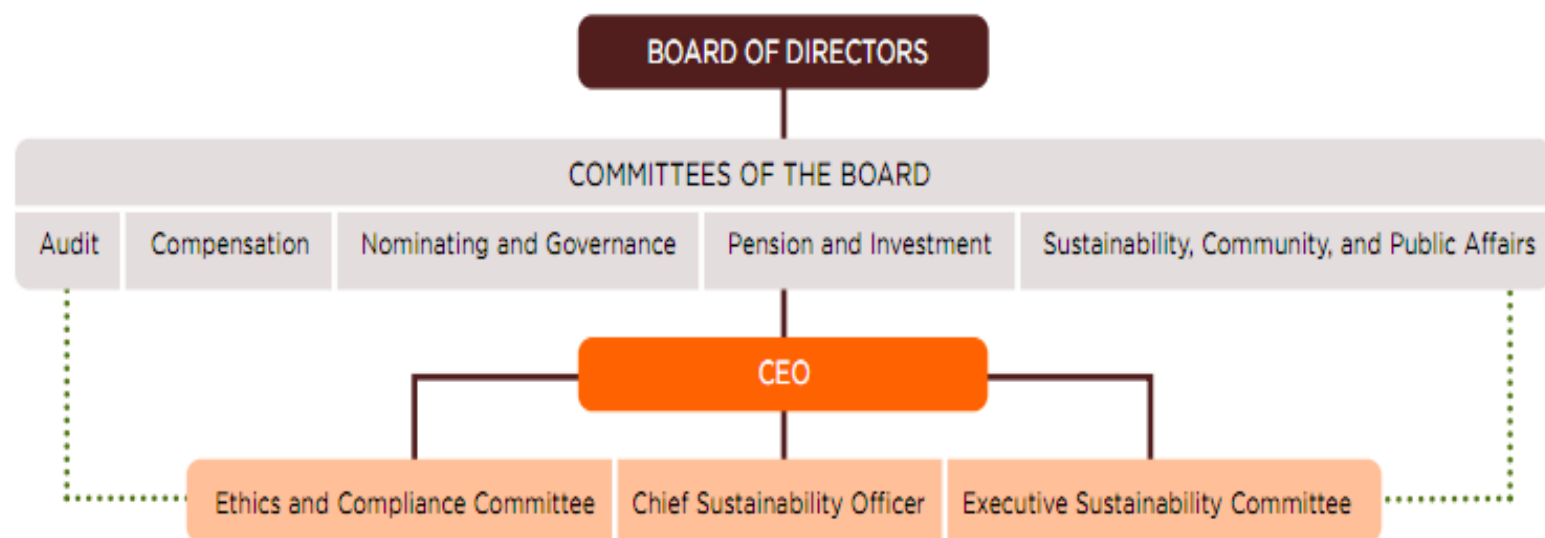 BOARD OF DIRECTORS
COMMITTEES OF THE BOARD
Audit
Compensation
Nominating and Governance
Pension and Investment
Sustainability, Community, and Public Affairs
CEO
Ethics and Compliance Committee
Chief Sustainability Officer
Executive Sustainability Committee